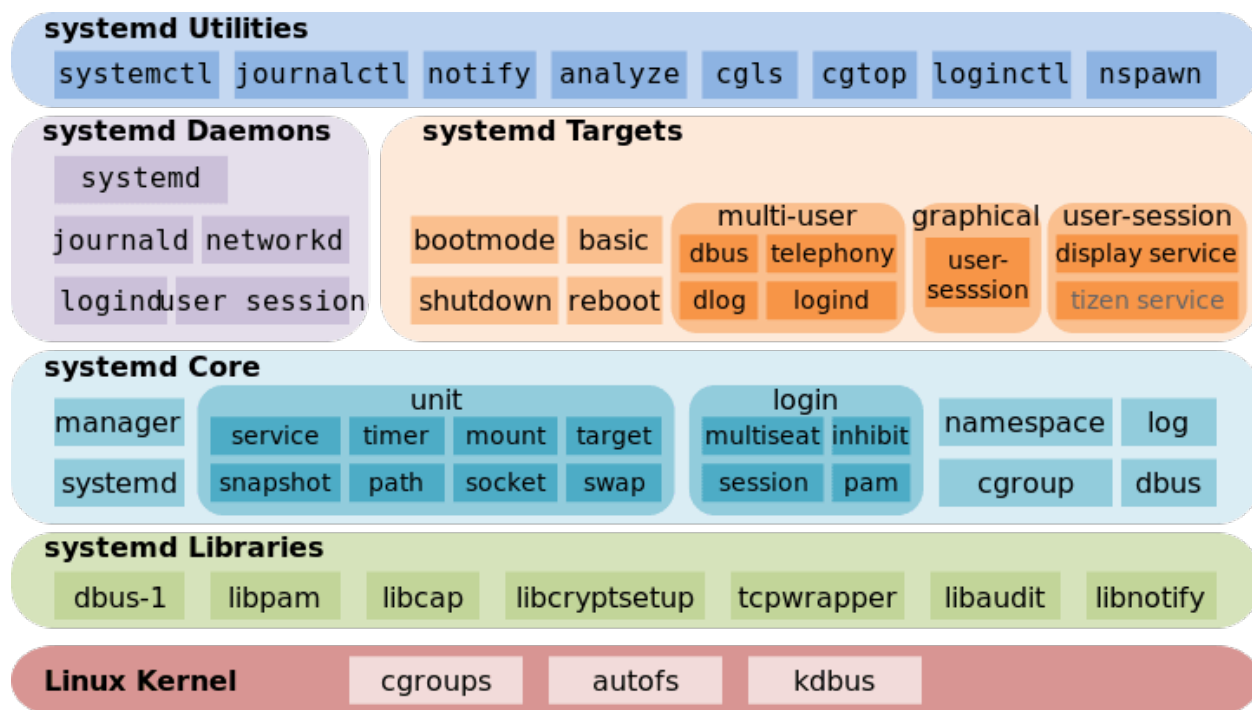 systemd Utilities
systemctl journalctl notify analyze cgls cgtop loginctl nspawn
systemd Daemons
systemd
journald networkd
logind user session
systemd Targets
bootmode basic
shutdown reboot
multi-user
dbus telephony
dlog logind
graphical
user-
sesssion
user-session
display service
tizen service
systemd Core
manager
systemd
unit
service timer mount target
snapshot path socket swap
login
multiseat inhibit
session pam
namespace log
cgroup dbus
systemd Libraries
dbus-1 libpam libcap libcryptsetup tcpwrapper libaudit libnotify
Linux Kernel cgroups autofs kdbus